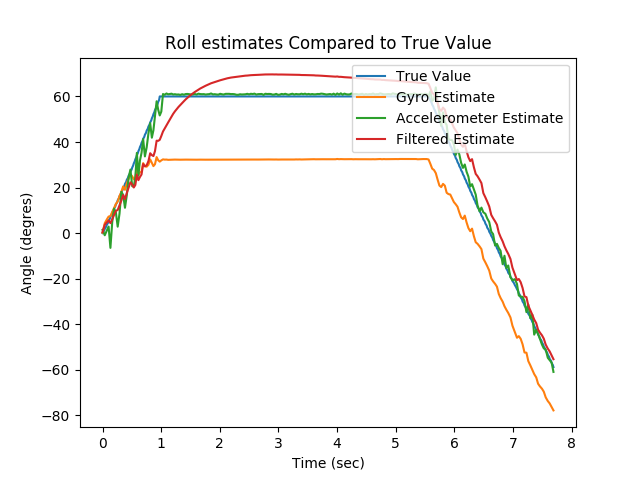 Roll estimates Compared to True Value
True Value
Gyro Estimate
Accelerometer Estimate
Filtered Estimate
60
40
20
0
−20
−40
−60
−80
Angle (degres)
0 1 2 3 4 5 6 7 8
Time (sec)